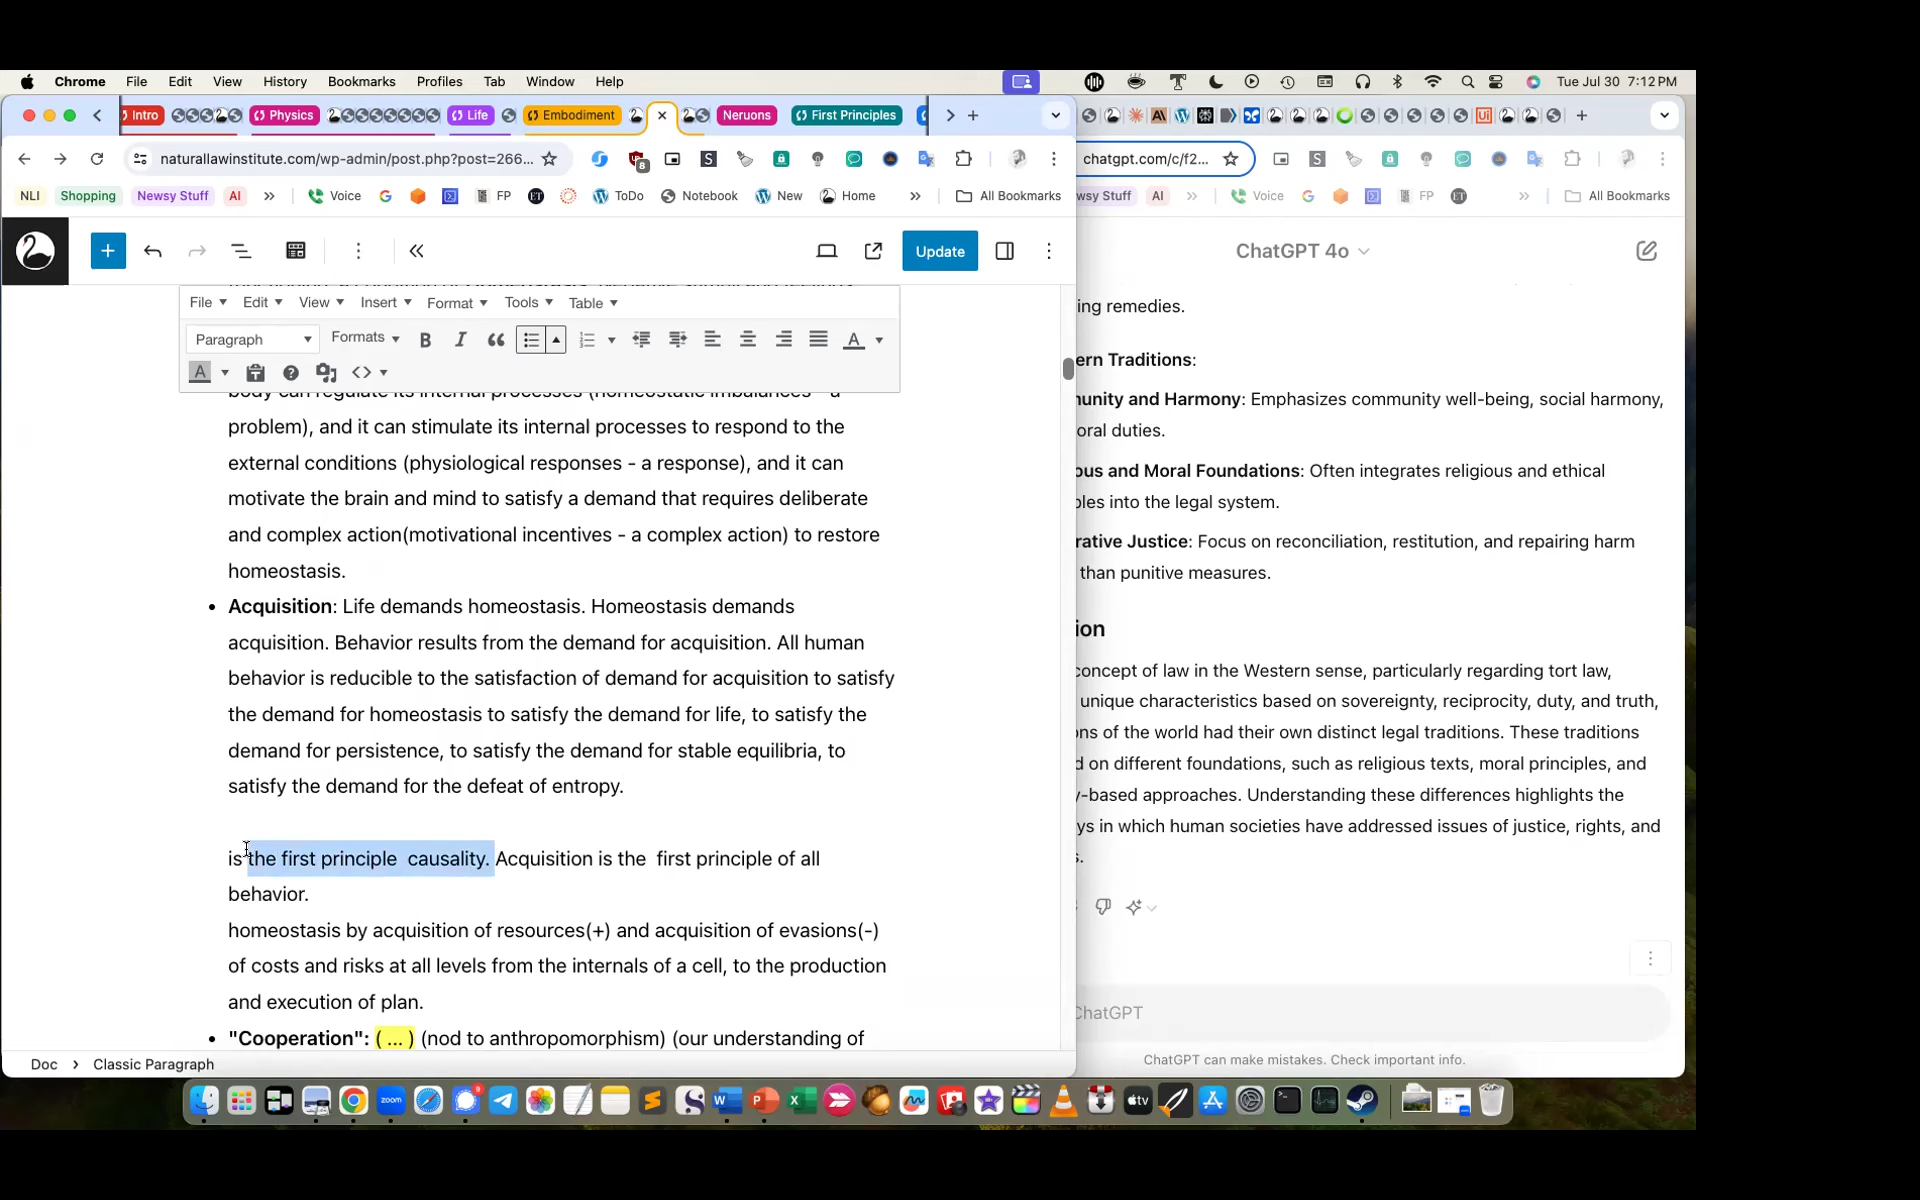 Chrome File Edit View History Bookmarks Profiles Tab Window Help
Tue Jul 30 7:12 PM
Intro Physics Life Embodiment Neruons First Principles
naturallawinstitute.com/wp-admin/post.php?post=266...
NLI Shopping Newsy Stuff AI » Voice FP ToDo Notebook New Home » All Bookmarks
Update
File Edit View Insert Format Tools Table
Paragraph Formats B I A
A
problem), and it can stimulate its internal processes to respond to the
external conditions (physiological responses - a response), and it can
motivate the brain and mind to satisfy a demand that requires deliberate
and complex action(motivational incentives - a complex action) to restore
homeostasis.
Acquisition: Life demands homeostasis. Homeostasis demands
acquisition. Behavior results from the demand for acquisition. All human
behavior is reducible to the satisfaction of demand for acquisition to satisfy
the demand for homeostasis to satisfy the demand for life, to satisfy the
demand for persistence, to satisfy the demand for stable equilibria, to
satisfy the demand for the defeat of entropy.
is the first principle  causality. Acquisition is the  first principle of all
behavior.
homeostasis by acquisition of resources(+) and acquisition of evasions(-)
of costs and risks at all levels from the internals of a cell, to the production
and execution of plan.
"Cooperation": ( ... ) (nod to anthropomorphism) (our understanding of
Doc › Classic Paragraph
chatgpt.com/c/f2...
wsy Stuff AI » Voice FP » All Bookmarks
ChatGPT 4o
ing remedies.
ern Traditions:
unity and Harmony: Emphasizes community well-being, social harmony,
oral duties.
ous and Moral Foundations: Often integrates religious and ethical
ples into the legal system.
rative Justice: Focus on reconciliation, restitution, and repairing harm
than punitive measures.
ion
concept of law in the Western sense, particularly regarding tort law,
unique characteristics based on sovereignty, reciprocity, duty, and truth,
ns of the world had their own distinct legal traditions. These traditions
d on different foundations, such as religious texts, moral principles, and
y-based approaches. Understanding these differences highlights the
ys in which human societies have addressed issues of justice, rights, and
s.
ChatGPT
ChatGPT can make mistakes. Check important info.
zoom
tv